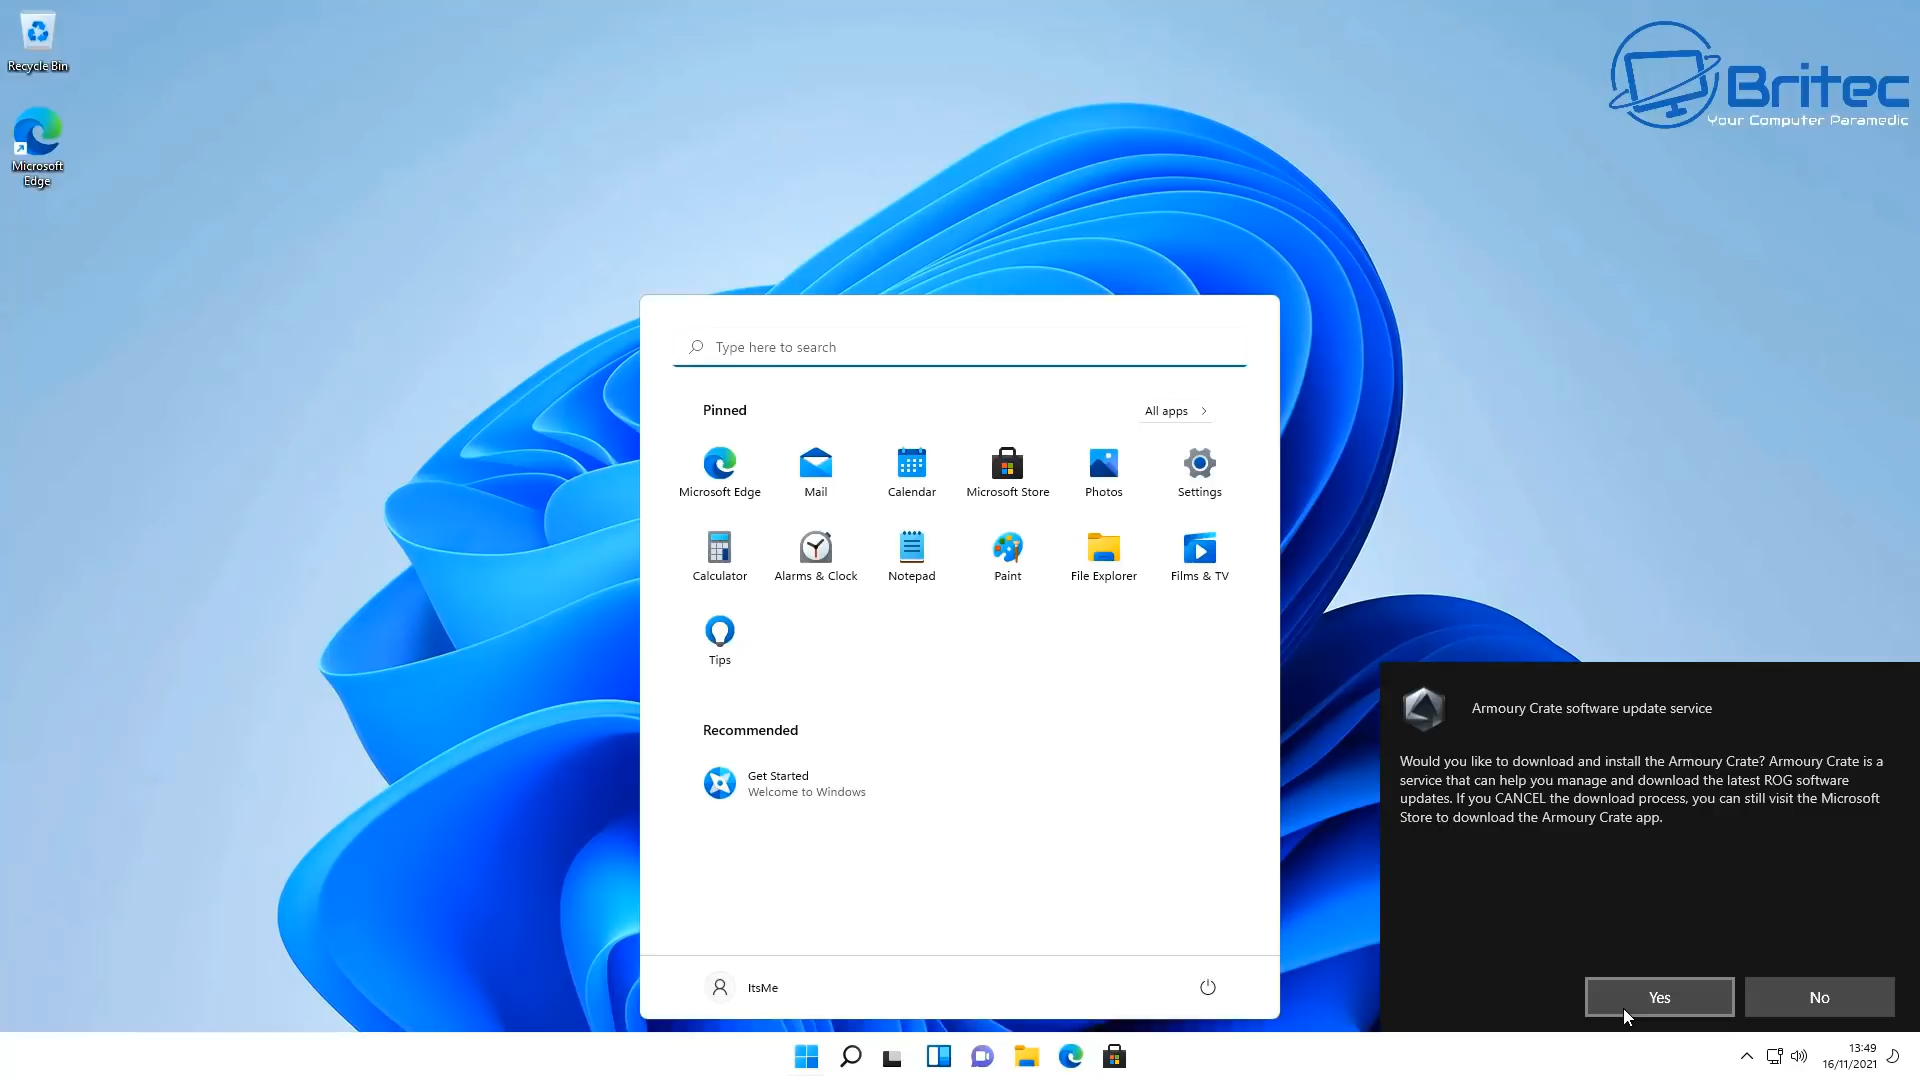 Recycle Bin
Microsoft
Edge
Britec
Your Computer Paramedic
Type here to search
Pinned
All apps
Microsoft Edge
Mail
Calendar
Microsoft Store
Photos
Settings
Calculator
Alarms & Clock
Notepad
Paint
File Explorer
Films & TV
Tips
Recommended
Get Started
Welcome to Windows
ItsMe
Armoury Crate software update service
Would you like to download and install the Armoury Crate? Armoury Crate is a
service that can help you manage and download the latest ROG software
updates. If you CANCEL the download process, you can still visit the Microsoft
Store to download the Armoury Crate app.
Yes
No
13:49
16/11/2021